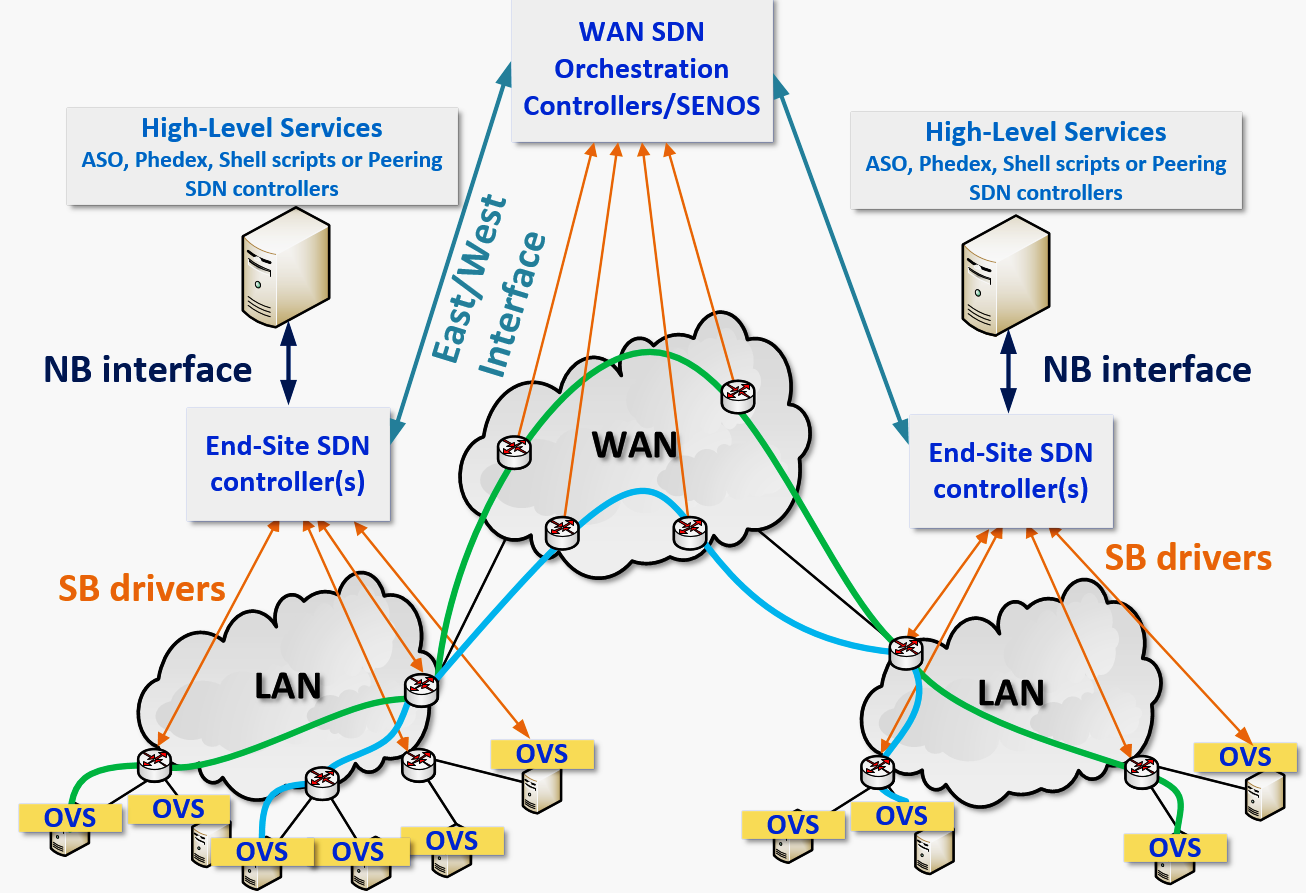 WAN SDN
Orchestration
Controllers/SENOS
High-Level Services
ASO, Phedex, Shell scripts or Peering
SDN controllers
High-Level Services
ASO, Phedex, Shell scripts or Peering
SDN controllers
East/West
Interface
NB interface
NB interface
End-Site SDN
controller(s)
WAN
End-Site SDN
controller(s)
SB drivers
SB drivers
LAN
LAN
OVS
OVS
OVS
OVS
OVS
OVS
OVS
OVS
OVS
OVS